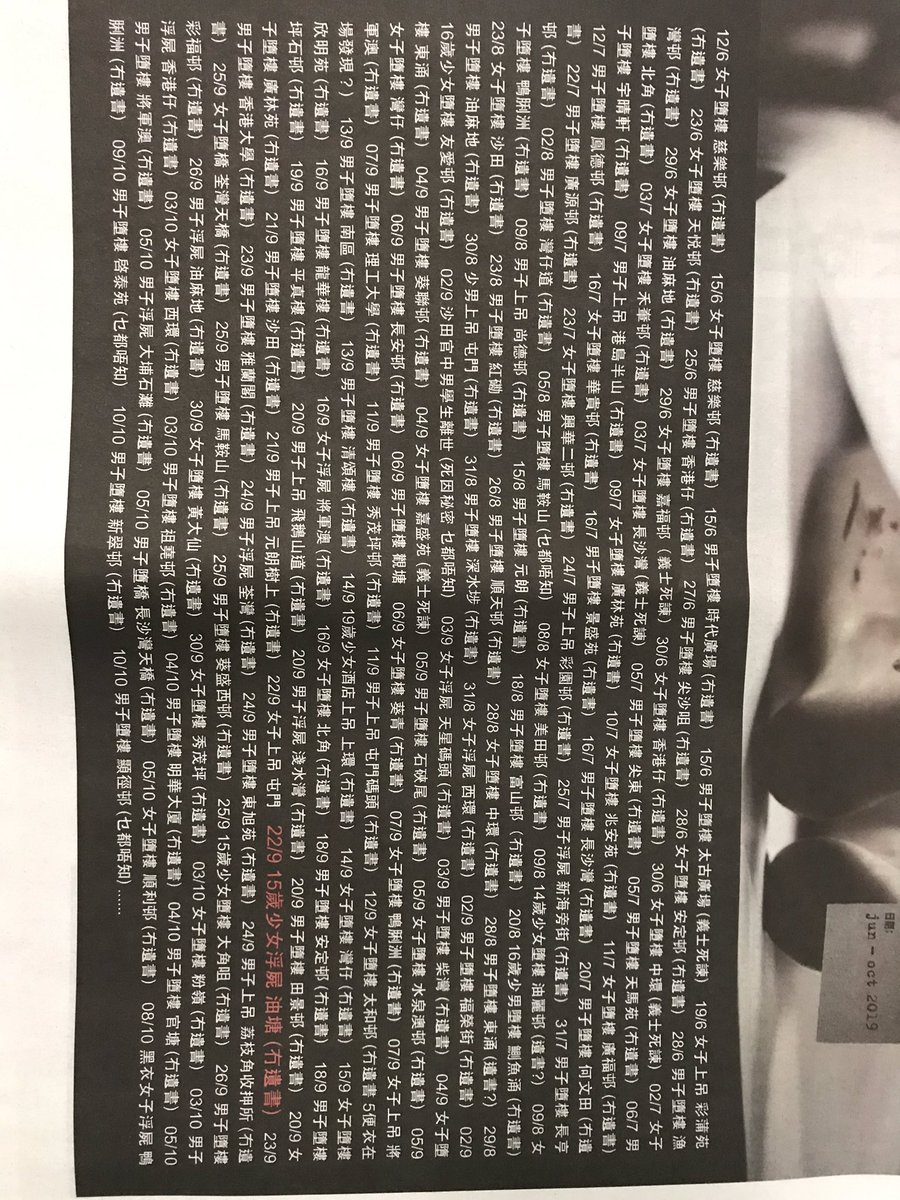 12/6 女子墮樓 慈樂邨 (冇遺書) 15/6 女子墮樓 慈樂邨 (冇遺書) 15/6 男子墮樓 時代廣場 (冇遺書) 15/6 男子墮樓 太古廣場 (義士死諫) 19/6 女子上吊 彩蒲苑
(冇遺書) 23/6 女子墮樓 天悅邨 (冇遺書) 25/6 男子墮樓 香港仔 (冇遺書) 27/6 男子墮樓 尖沙咀 (冇遺書) 28/6 女子墮樓 安定邨 (冇遺書) 28/6 男子墮樓 漁
灣邨 (冇遺書) 29/6 女子墮樓 油麻地 (冇遺書) 29/6 女子墮樓 嘉福邨 (義士死諫) 30/6 女子墮樓 香港仔 (冇遺書) 30/6 女子墮樓 中環 (義士死諫) 02/7 女子
墮樓 北角 (冇遺書) 03/7 女子墮樓 禾輋邨 (冇遺書) 03/7 女子墮樓 長沙灣 (義士死諫) 05/7 男子墮樓 尖東 (冇遺書) 05/7 男子墮樓 天馬苑 (冇遺書) 06/7 男
子墮樓 宇晴軒 (冇遺書) 09/7 男子上吊 港島半山 (冇遺書) 09/7 女子墮樓 廣林苑 (冇遺書) 10/7 女子墮樓 兆安苑 (冇遺書) 11/7 女子墮樓 廣福邨 (冇遺書)
12/7 男子墮樓 鳳德邨 (冇遺書) 16/7 女子墮樓 華貴邨 (冇遺書) 16/7 男子墮樓 景盛苑 (冇遺書) 16/7 男子墮樓 長沙灣 (冇遺書) 20/7 男子墮樓 何文田 (冇遺
書) 22/7 男子墮樓 廣源邨 (冇遺書) 23/7 女子墮樓 興華二邨 (冇遺書) 24/7 男子上吊 彩園邨 (冇遺書) 25/7 男子浮屍 新海旁街 (冇遺書) 31/7 男子墮樓 長亨
邨 (冇遺書) 02/8 男子墮樓 灣仔道 (冇遺書) 05/8 男子墮樓 馬鞍山 (乜都唔知) 08/8 女子墮樓 美田邨 (冇遺書) 09/8 14歲少女墮樓 油麗邨 (遺書?) 09/8 女
子墮樓 鴨脷洲 (冇遺書) 09/8 男子上吊 尚德邨 (冇遺書) 15/8 男子墮樓 元朗 (冇遺書) 18/8 男子墮樓 富山邨 (冇遺書) 20/8 16歲少男墮樓 鰂魚涌 (冇遺書)
23/8 女子墮樓 沙田 (冇遺書) 23/8 男子墮樓 紅磡 (冇遺書) 26/8 男子墮樓 順天邨 (冇遺書) 28/8 女子墮樓 中環 (冇遺書) 28/8 男子墮樓 東涌 (遺書?) 29/8
男子墮樓 油麻地 (冇遺書) 30/8 少男上吊 屯門 (冇遺書) 31/8 男子墮樓 深水埗 (冇遺書) 31/8 女子浮屍 西環 (冇遺書) 02/9 男子墮樓 福榮街 (冇遺書) 02/9
16歲少女墮樓 友愛邨 (冇遺書) 02/9 沙田官中男學生離世 (死因秘密 乜都唔知) 03/9 女子浮屍 天星碼頭 (冇遺書) 03/9 男子墮樓 柴灣 (冇遺書) 04/9 女子墮
樓 東涌 (冇遺書) 04/9 男子墮樓 葵聯邨 (冇遺書) 04/9 女子墮樓 嘉盛苑 (義士死諫) 05/9 男子墮樓 石硤尾 (冇遺書) 05/9 女子墮樓 水泉澳邨 (冇遺書) 05/9
女子墮樓 灣仔 (冇遺書) 06/9 男子墮樓 長安邨 (冇遺書) 06/9 男子墮樓 觀塘 06/9 女子墮樓 葵青 (冇遺書) 07/9 女子墮樓 鴨脷洲 (冇遺書) 07/9 女子上吊 將
軍澳 (冇遺書) 07/9 男子墮樓 理工大學 (冇遺書) 11/9 男子墮樓 秀茂坪邨 (冇遺書) 11/9 男子上吊 屯門碼頭 (冇遺書) 12/9 女子墮樓 太和邨 (冇遺書 5便衣在
場發現?) 13/9 男子墮樓 南區 (冇遺書) 13/9 男子墮樓 清頌樓 (冇遺書) 14/9 19歲少女酒店上吊 上環 (冇遺書) 14/9 女子墮樓 灣仔 (冇遺書) 15/9 女子墮樓
欣明苑 (冇遺書) 16/9 男子墮樓 龍華樓 (冇遺書) 16/9 女子浮屍 將軍澳 (冇遺書) 16/9 女子墮樓 北角 (冇遺書) 18/9 男子墮樓 安定邨 (冇遺書) 18/9 男子墮樓
坪石邨 (冇遺書) 19/9 男子墮樓 平真樓 (冇遺書) 20/9 男子上吊 飛鵝山道 (冇遺書) 20/9 男子浮屍 淺水灣 (冇遺書) 20/9 男子墮樓 田景邨 (冇遺書) 20/9 女
子墮樓 廣林苑 (冇遺書) 21/9 男子墮樓 沙田 (冇遺書) 21/9 男子上吊 元朗樹上 (冇遺書) 22/9 女子上吊 屯門 22/9 15歲少女浮屍 油塘 (冇遺書) 23/9
男子墮樓 香港大學 (冇遺書) 23/9 男子墮樓 雅蘭閣 (冇遺書) 24/9 男子浮屍 荃灣 (冇遺書) 24/9 男子墮樓 東旭苑 (冇遺書) 24/9 男子上吊 荔枝角收押所 (冇遺
書) 25/9 女子墮橋 荃灣天橋 (冇遺書) 25/9 男子墮樓 馬鞍山 (冇遺書) 25/9 男子墮樓 葵盛西邨 (冇遺書) 25/9 15歲少女墮樓 大角咀 (冇遺書) 26/9 男子墮樓
彩福邨 (冇遺書) 26/9 男子浮屍 油麻地 (冇遺書) 30/9 女子墮樓 黃大仙 (冇遺書) 30/9 女子墮樓 秀茂坪 (冇遺書) 03/10 女子墮樓 粉嶺 (冇遺書) 03/10 男子
浮屍 香港仔 (冇遺書) 03/10 女子墮樓 西環 (冇遺書) 03/10 男子墮樓 祖堯邨 (冇遺書) 04/10 男子墮樓 明華大廈 (冇遺書) 04/10 男子墮樓 官塘 (冇遺書) 05/10
男子墮樓 將軍澳 (冇遺書) 05/10 男子浮屍 大埔石灘 (冇遺書) 05/10 男子墮橋 長沙灣天橋 (冇遺書) 05/10 女子墮樓 順利邨 (冇遺書) 08/10 黑衣女子浮屍 鴨
脷洲 (冇遺書) 09/10 男子墮樓 啓泰苑 (乜都唔知) 10/10 男子墮樓 新翠邨 (冇遺書) 10/10 男子墮樓 顯徑邨 (乜都唔知)......
日期:
jun - oct 2019